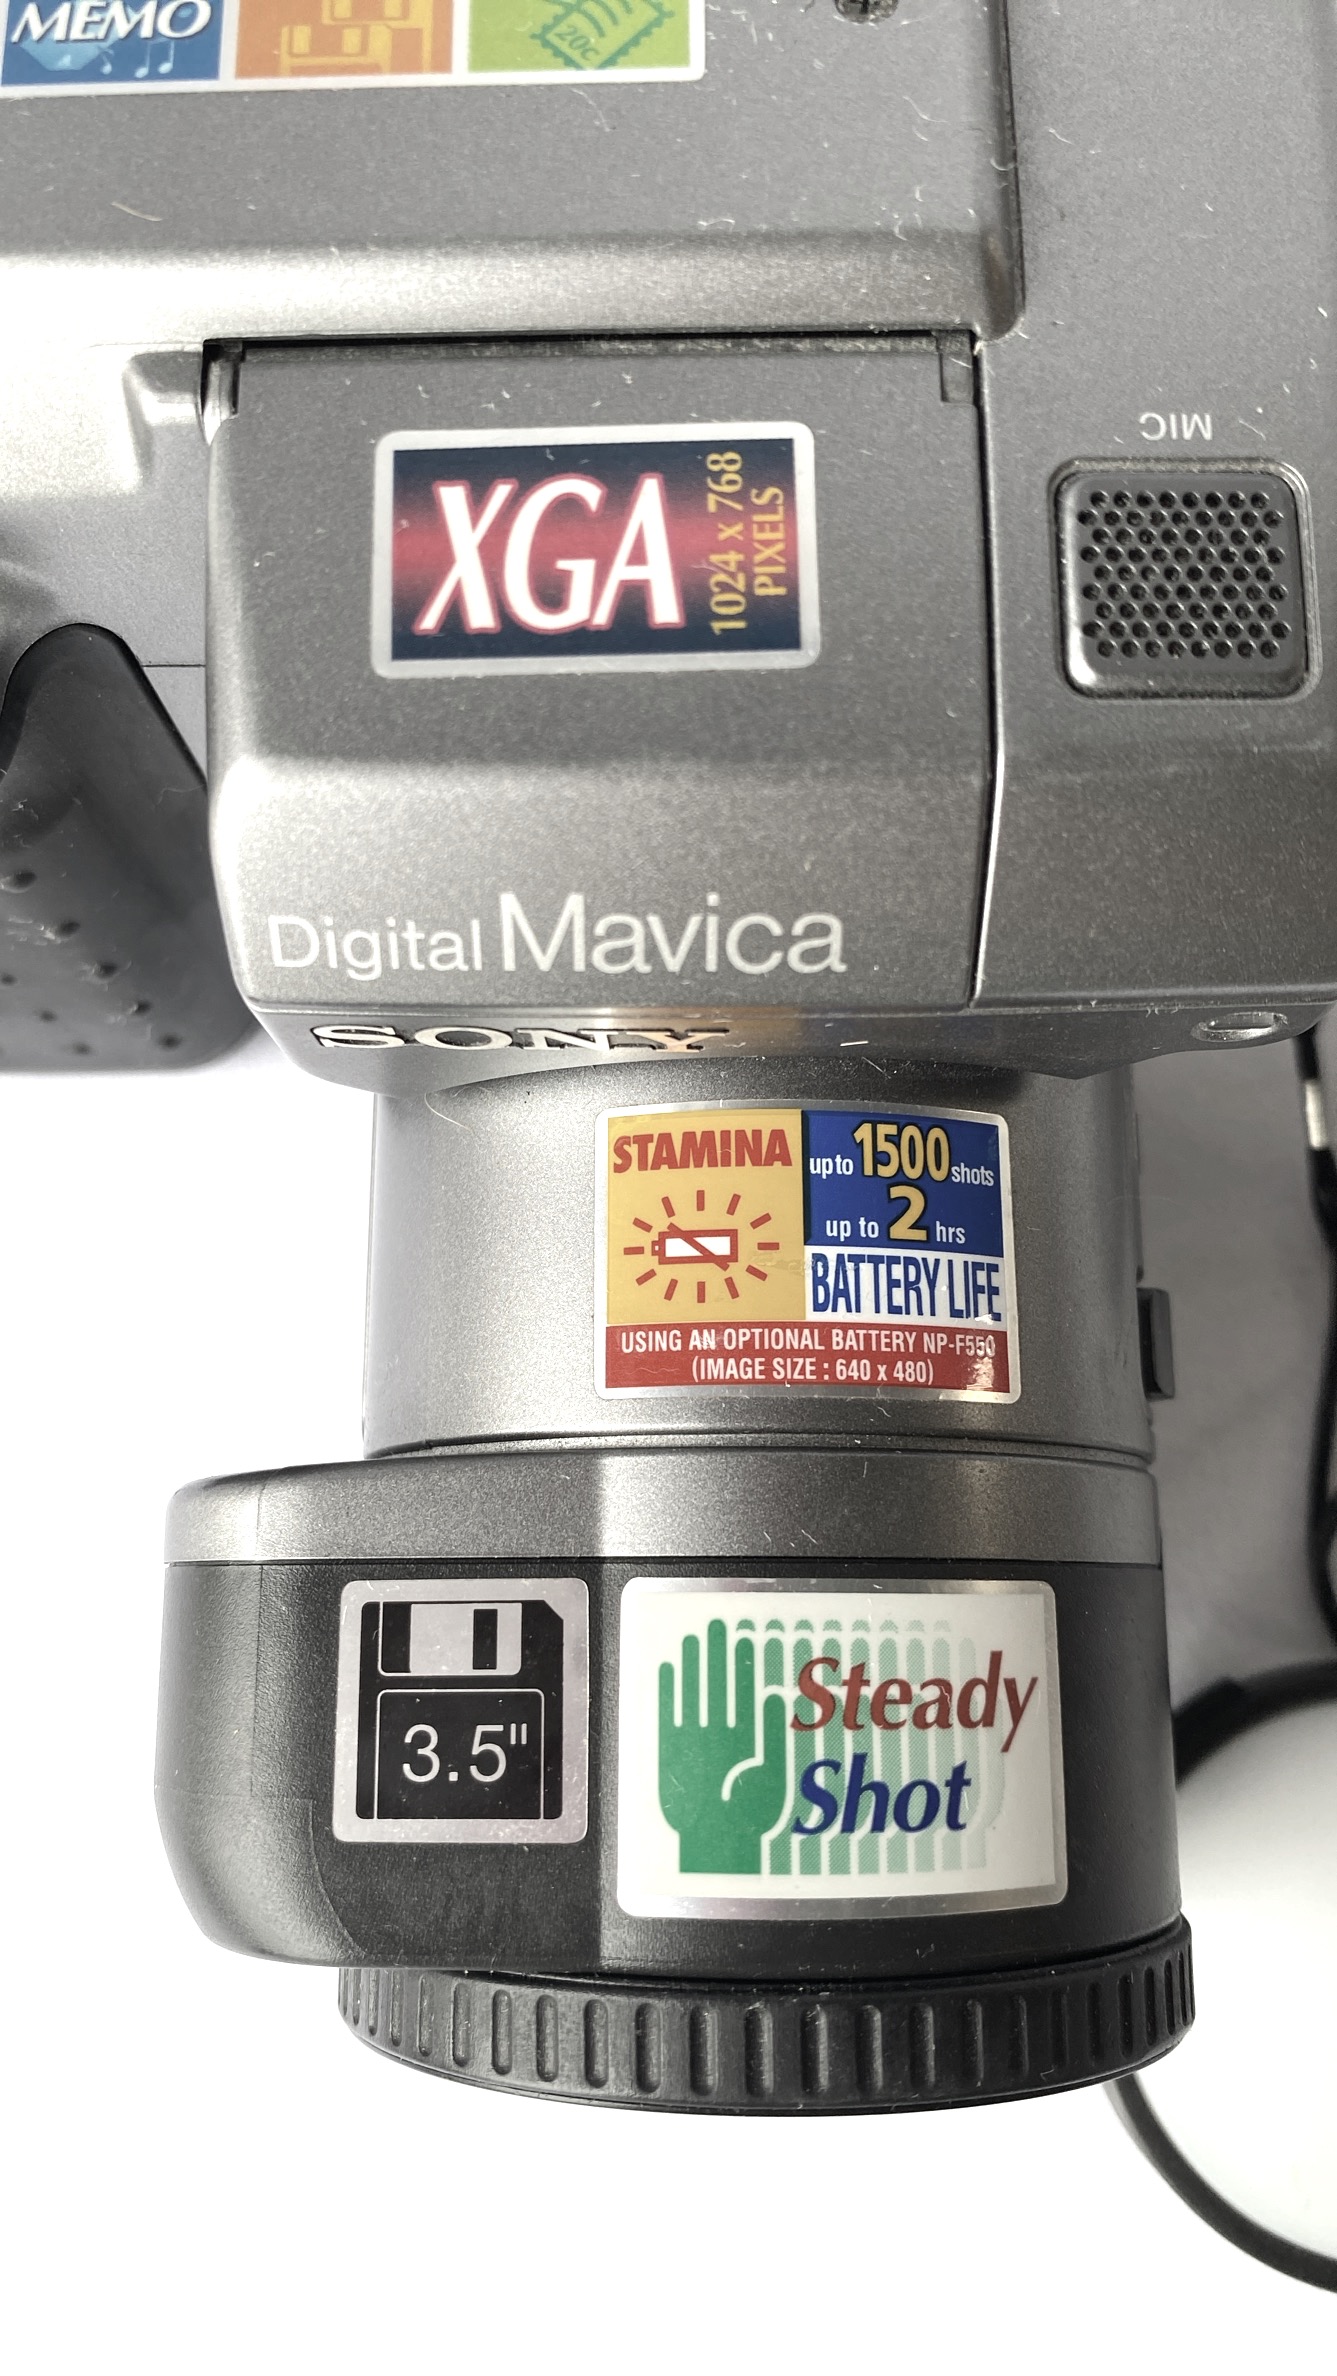 MEMO
20c
MIC
XGA
1024 x 768
PIXELS
Digital Mavica
SONY
STAMINA
up to 1500 shots
up to 2 hrs
BATTERY LIFE
USING AN OPTIONAL BATTERY NP-F550
(IMAGE SIZE : 640 x 480)
3.5"
Steady
Shot